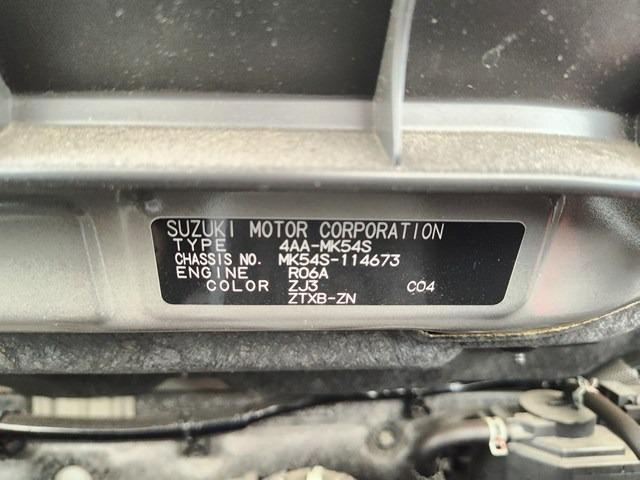 SUZUKI MOTOR CORPORATION
TYPE 4AA-MK54S
CHASSIS NO. MK54S-114673
ENGINE R06A
COLOR ZJ3 C04
ZTXB-ZN